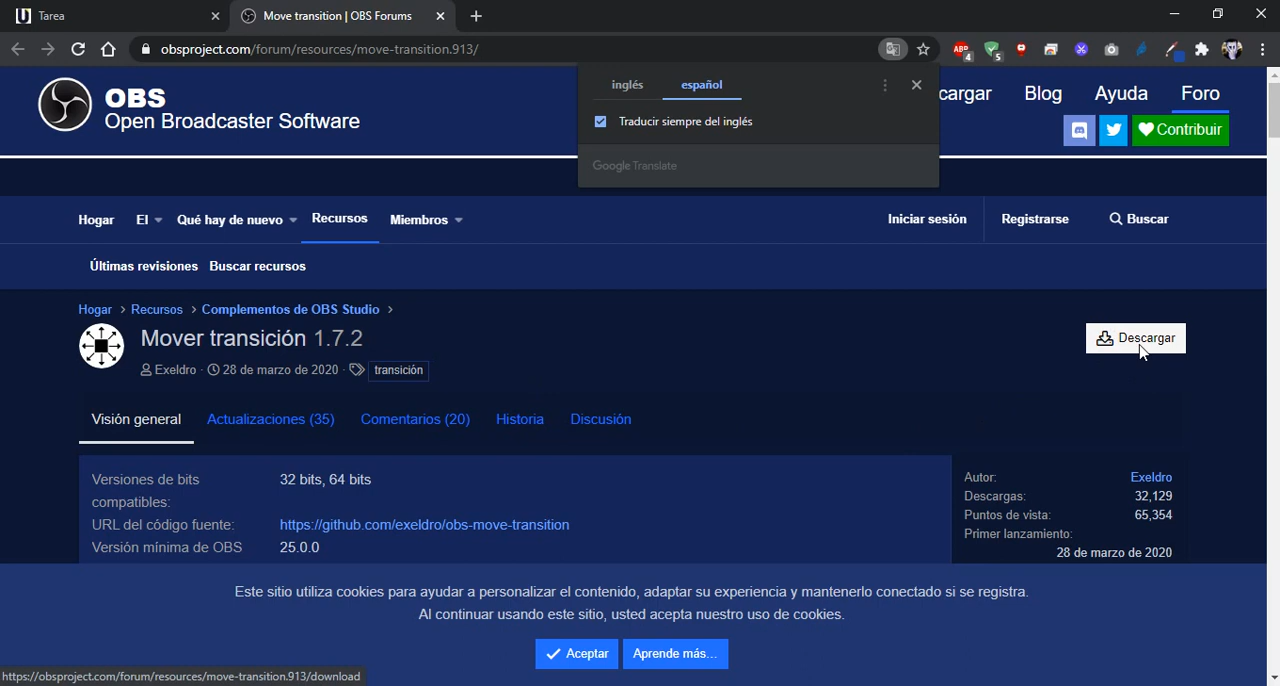 Tarea
Move transition | OBS Forums
obsproject.com/forum/resources/move-transition.913/
ABP
4
5
inglés
español
Traducir siempre del inglés
Google Translate
OBS
Open Broadcaster Software
cargar
Blog
Ayuda
Foro
Contribuir
Hogar
El
Qué hay de nuevo
Recursos
Miembros
Iniciar sesión
Registrarse
Buscar
Últimas revisiones
Buscar recursos
Hogar > Recursos > Complementos de OBS Studio >
Mover transición 1.7.2
Descargar
Exeldro · 28 de marzo de 2020 · transición
Visión general
Actualizaciones (35)
Comentarios (20)
Historia
Discusión
Versiones de bits compatibles:
32 bits, 64 bits
URL del código fuente:
https://github.com/exeldro/obs-move-transition
Versión mínima de OBS
25.0.0
Autor:
Exeldro
Descargas:
32,129
Puntos de vista:
65,354
Primer lanzamiento:
28 de marzo de 2020
Este sitio utiliza cookies para ayudar a personalizar el contenido, adaptar su experiencia y mantenerlo conectado si se registra.
Al continuar usando este sitio, usted acepta nuestro uso de cookies.
Aceptar
Aprende más...
https://obsproject.com/forum/resources/move-transition.913/download